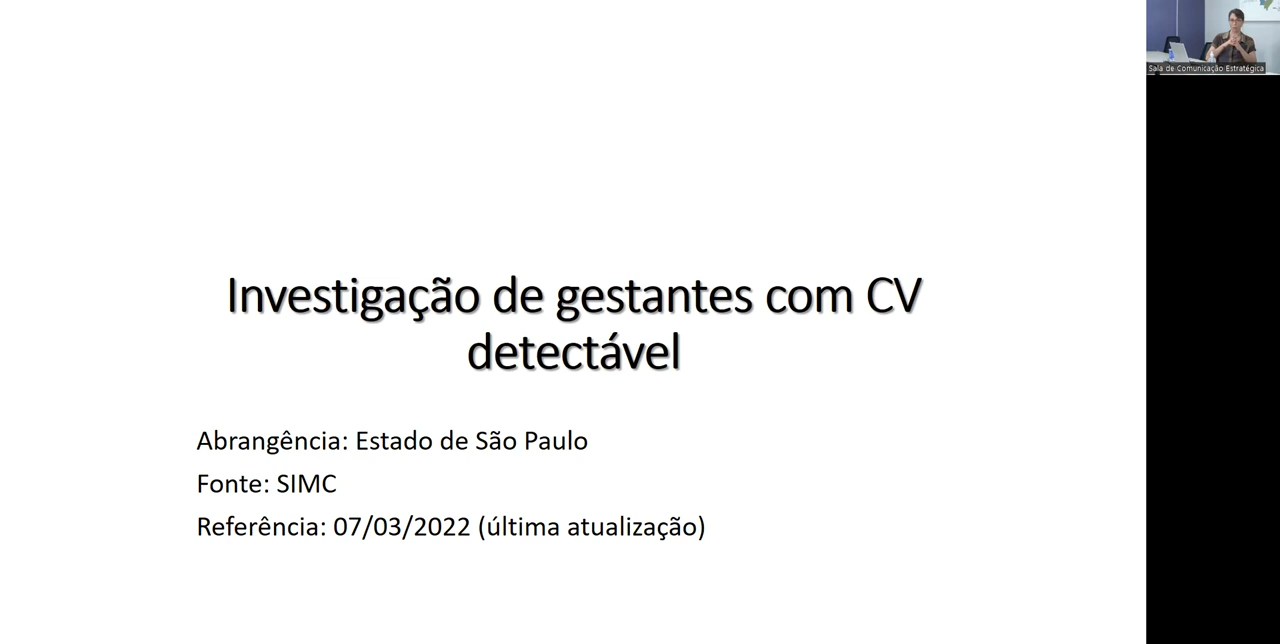 Investigação de gestantes com CV
detectável
Abrangência: Estado de São Paulo
Fonte: SIMC
Referência: 07/03/2022 (última atualização)
Sala de Comunicação Estratégica